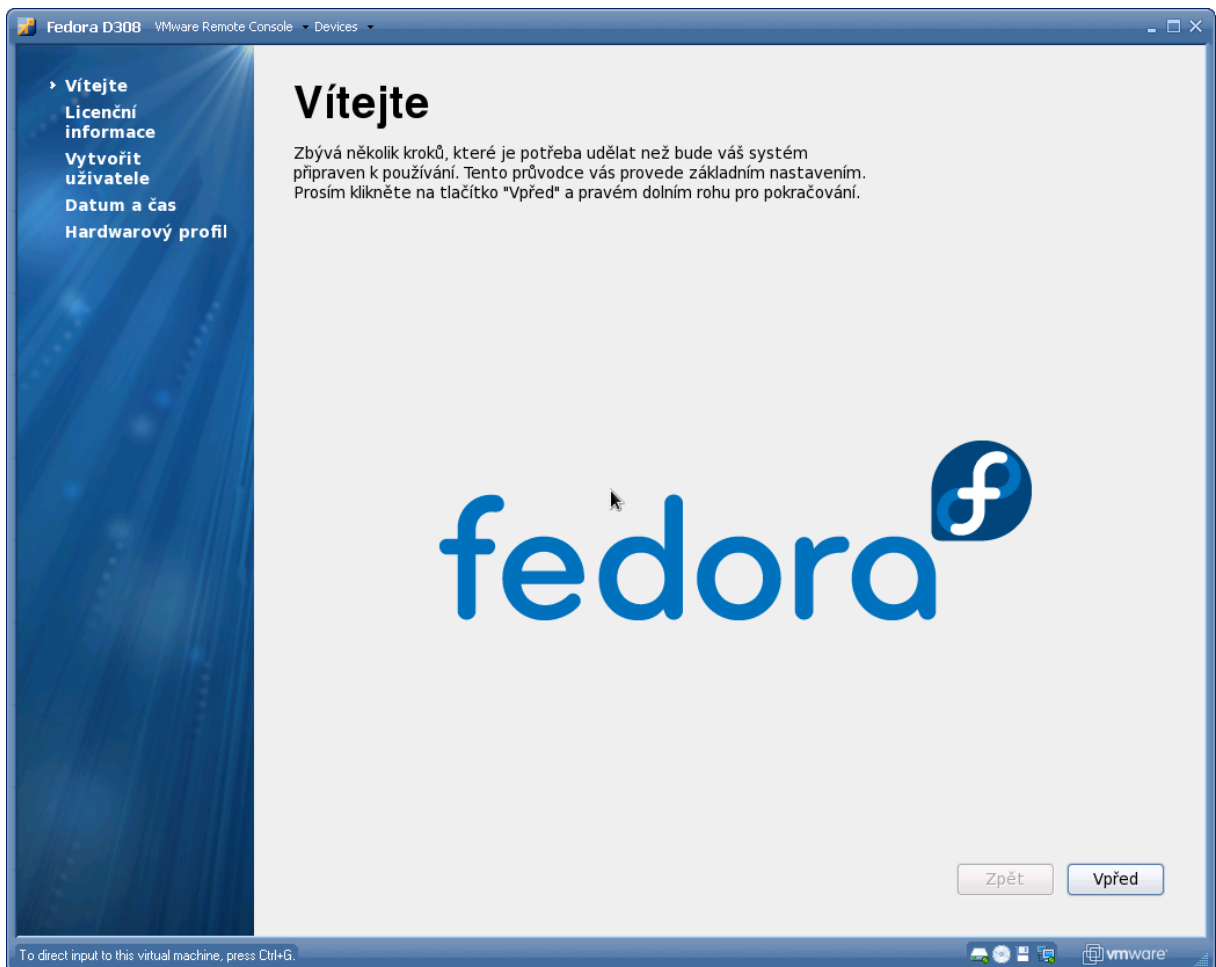 Fedora D308 VMware Remote Console Devices
Vítejte
Licenční
informace
Vytvořit
uživatele
Datum a čas
Hardwarový profil
Vítejte
Zbývá několik kroků, které je potřeba udělat než bude váš systém
připraven k používání. Tento průvodce vás provede základním nastavením.
Prosím klikněte na tlačítko "Vpřed" a pravém dolním rohu pro pokračování.
fedora
Zpět Vpřed
To direct input to this virtual machine, press Ctrl+G.
vmware